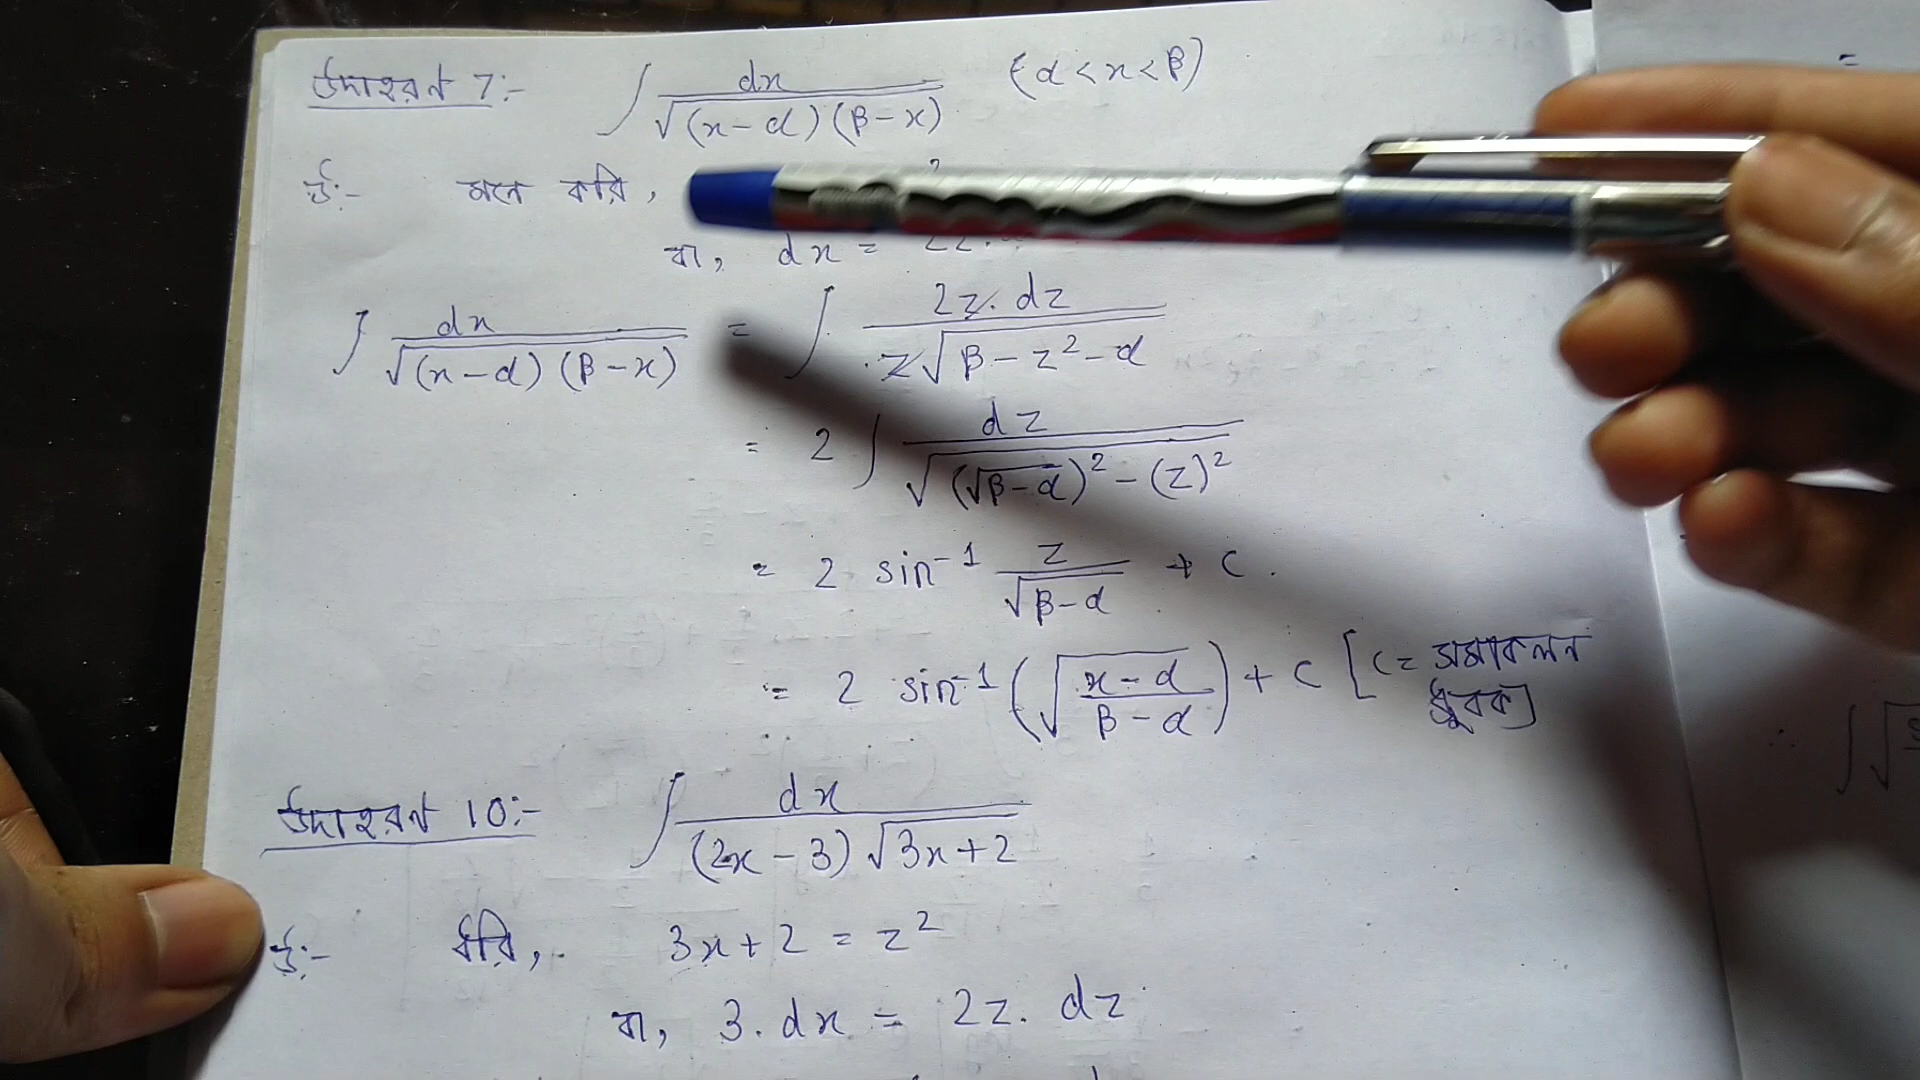 উদাহরণ 7:- ∫ dx / √(x-α)(β-x) (α<x<β)
উ:- মনে করি,
বা, dx = 2z.
∫ dx / √(x-α)(β-x) = ∫ 2z. dz / z√β-z²-α
= 2 ∫ dz / √(√β-α)² - (z)²
= 2 sin⁻¹ z / √β-α + c.
= 2 sin⁻¹ (√x-α / β-α) + c [c= সমাকলন
ধ্রুবক]
উদাহরণ 10:- ∫ dx / (2x-3) √3x+2
উ:- ধরি, 3x+2 = z²
বা, 3.dx = 2z. dz